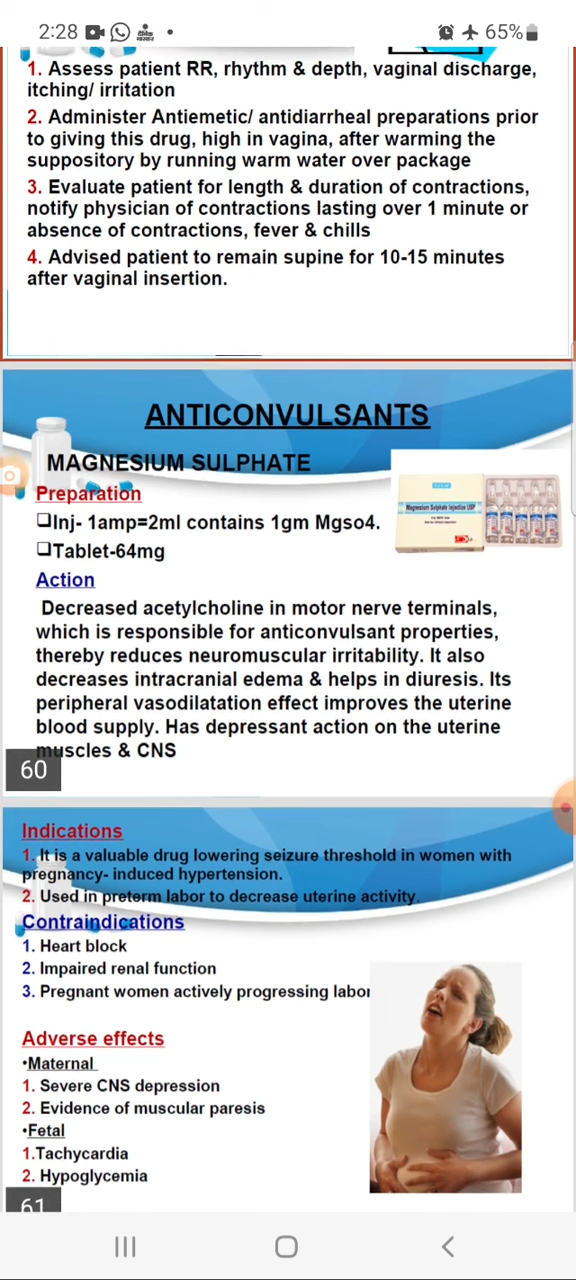 2:28
65%
1. Assess patient RR, rhythm & depth, vaginal discharge,
itching/ irritation
2. Administer Antiemetic/ antidiarrheal preparations prior
to giving this drug, high in vagina, after warming the
suppository by running warm water over package
3. Evaluate patient for length & duration of contractions,
notify physician of contractions lasting over 1 minute or
absence of contractions, fever & chills
4. Advised patient to remain supine for 10-15 minutes
after vaginal insertion.
ANTICONVULSANTS
MAGNESIUM SULPHATE
Preparation
Inj- 1amp=2ml contains 1gm Mgso4.
Tablet-64mg
Magnesium Sulphate Injection USP
Action
Decreased acetylcholine in motor nerve terminals,
which is responsible for anticonvulsant properties,
thereby reduces neuromuscular irritability. It also
decreases intracranial edema & helps in diuresis. Its
peripheral vasodilatation effect improves the uterine
blood supply. Has depressant action on the uterine
muscles & CNS
60
Indications
1. It is a valuable drug lowering seizure threshold in women with
pregnancy- induced hypertension.
2. Used in preterm labor to decrease uterine activity.
Contraindications
1. Heart block
2. Impaired renal function
3. Pregnant women actively progressing labor
Adverse effects
•Maternal
1. Severe CNS depression
2. Evidence of muscular paresis
•Fetal
1.Tachycardia
2. Hypoglycemia
61